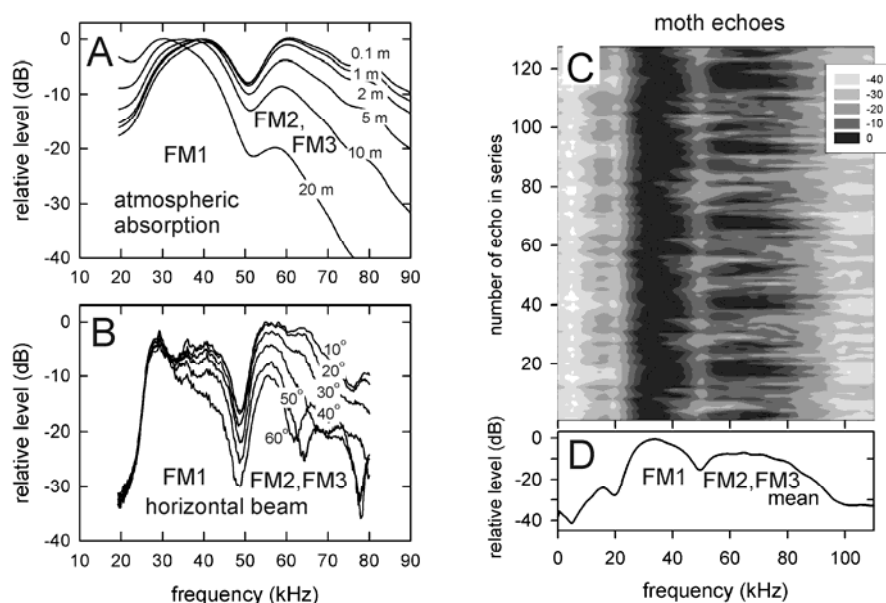 A
relative level (dB)
0
-10
-20
-30
-40
0.1 m
1 m
2 m
5 m
10 m
20 m
FM1
FM2,
FM3
atmospheric
absorption
10 20 30 40 50 60 70 80 90
B
relative level (dB)
0
-10
-20
-30
-40
10°
20°
30°
40°
50°
60°
FM1 FM2,FM3
horizontal beam
10 20 30 40 50 60 70 80 90
frequency (kHz)
moth echoes
C
number of echo in series
120
100
80
60
40
20
-40
-30
-20
-10
0
D
relative level (dB)
0
-20
-40
FM1 FM2,FM3
mean
0 20 40 60 80 100
frequency (kHz)